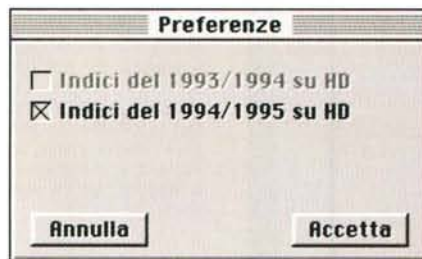 Preferenze
Indici del 1993/1994 su HD
Indici del 1994/1995 su HD
Annulla
Accetta